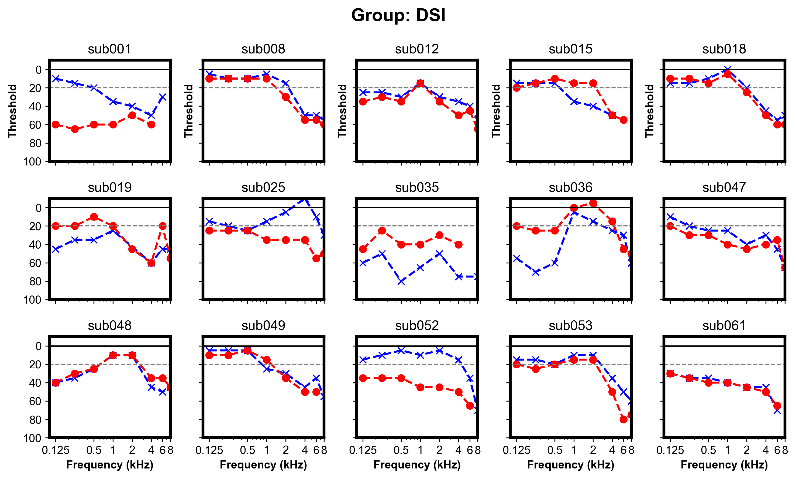 Group: DSI
sub001 sub008 sub012 sub015 sub018
Threshold Threshold Threshold Threshold Threshold
0
20
40
60
80
100
sub019 sub025 sub035 sub036 sub047
0
20
40
60
80
100
sub048 sub049 sub052 sub053 sub061
0
20
40
60
80
100
0.125 0.5 1 2 4 6 8 0.125 0.5 1 2 4 6 8 0.125 0.5 1 2 4 6 8 0.125 0.5 1 2 4 6 8 0.125 0.5 1 2 4 6 8
Frequency (kHz) Frequency (kHz) Frequency (kHz) Frequency (kHz) Frequency (kHz)